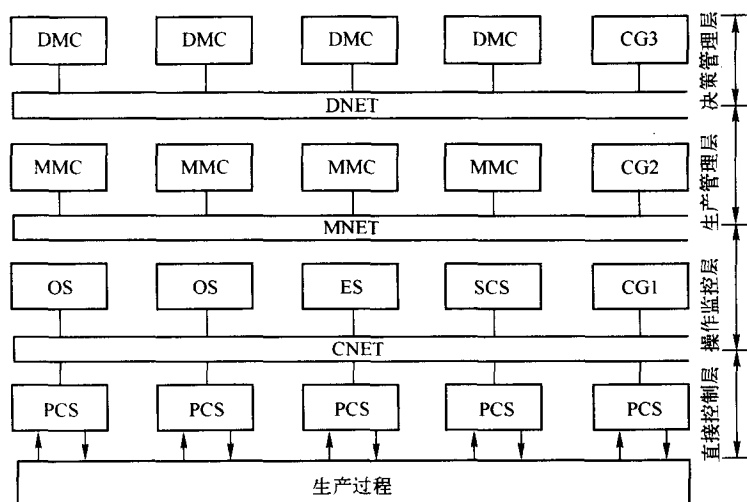 DMC DMC DMC DMC CG3
DNET
MMC MMC MMC MMC CG2
MNET
OS OS ES SCS CG1
CNET
PCS PCS PCS PCS PCS
生产过程
决策管理层
生产管理层
操作监控层
直接控制层